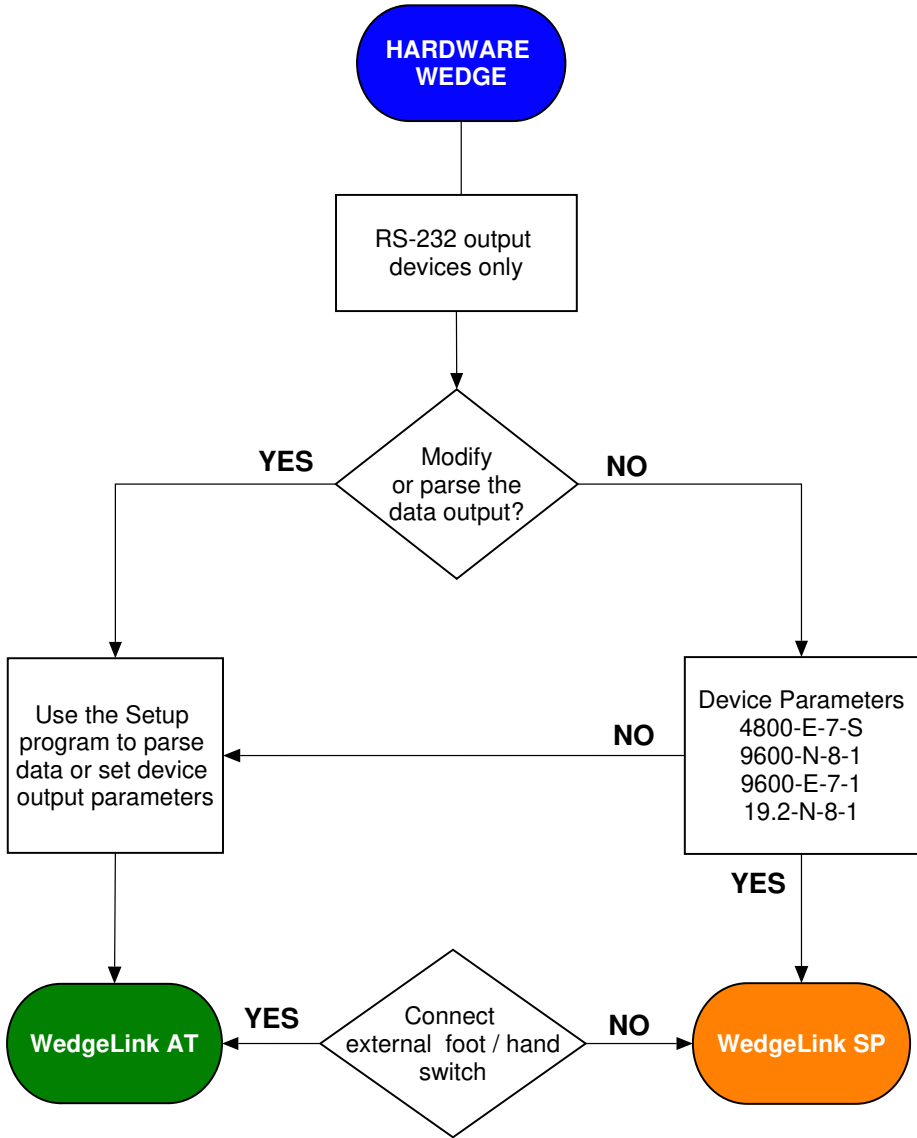 HARDWARE
WEDGE
RS-232 output
devices only
YES
Modify
or parse the
data output?
NO
Use the Setup
program to parse
data or set device
output parameters
NO
Device Parameters
4800-E-7-S
9600-N-8-1
9600-E-7-1
19.2-N-8-1
YES
WedgeLink AT
YES
Connect
external foot / hand
switch
NO
WedgeLink SP